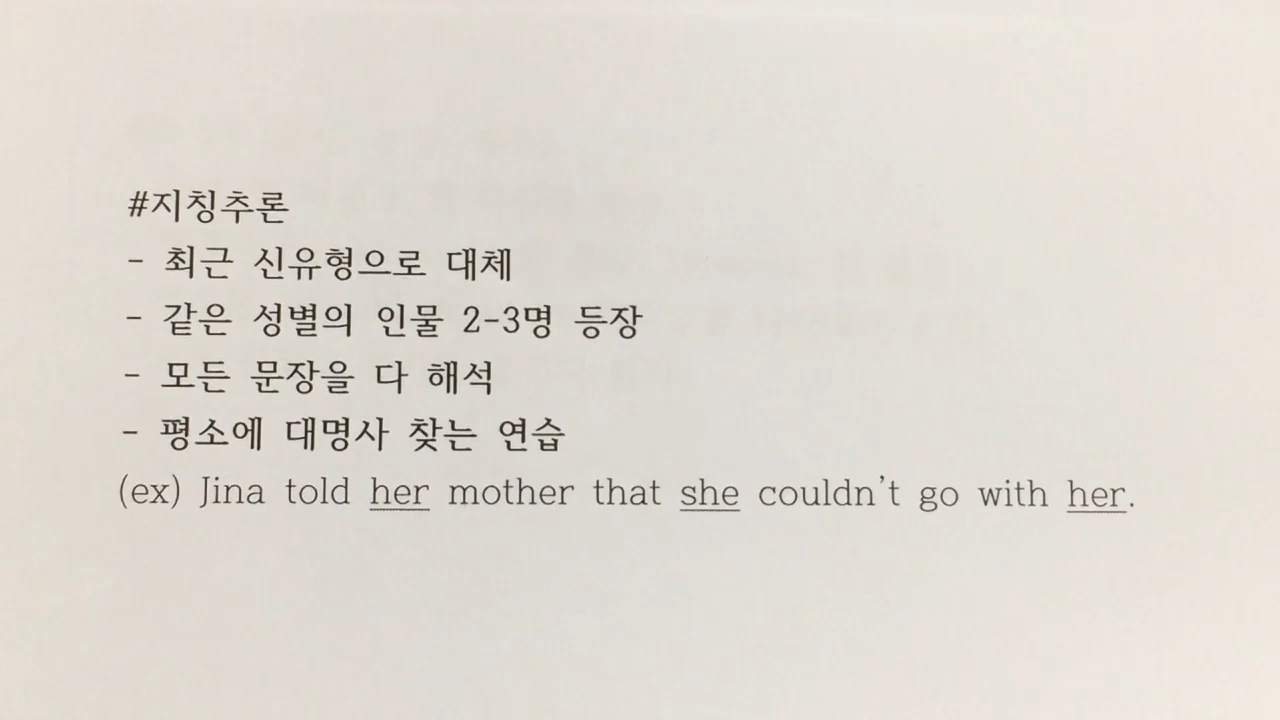 #지칭추론
- 최근 신유형으로 대체
- 같은 성별의 인물 2-3명 등장
- 모든 문장을 다 해석
- 평소에 대명사 찾는 연습
(ex) Jina told her mother that she couldn't go with her.